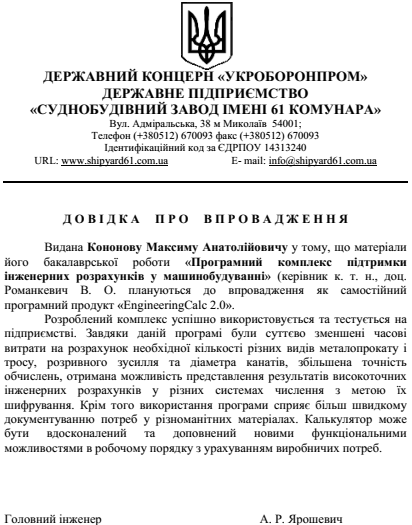 ДЕРЖАВНИЙ КОНЦЕРН «УКРОБОРОНПРОМ»
ДЕРЖАВНЕ ПІДПРИЄМСТВО
«СУДНОБУДІВНИЙ ЗАВОД ІМЕНІ 61 КОМУНАРА»
Вул. Адміральська, 38 м Миколаїв 54001;
Телефон (+380512) 670093 факс (+380512) 670093
Ідентифікаційний код за ЄДРПОУ 14313240
URL: www.shipyard61.com.ua E- mail: info@shipyard61.com.ua
Д О В І Д К А П Р О В П Р О В А Д Ж Е Н Н Я
Видана Кононову Максиму Анатолійовичу у тому, що матеріали
його бакалаврської роботи «Програмний комплекс підтримки
інженерних розрахунків у машинобудуванні» (керівник к. т. н., доц.
Романкевич В. О. плануються до впровадження як самостійний
програмний продукт «EngineeringCalc 2.0».
Розроблений комплекс успішно використовується та тестується на
підприємстві. Завдяки даній програмі були суттєво зменшені часові
витрати на розрахунок необхідної кількості різних видів металопрокату і
тросу, розривного зусилля та діаметра канатів, збільшена точність
обчислень, отримана можливість представлення результатів високоточних
інженерних розрахунків у різних системах числення з метою їх
шифрування. Крім того використання програми сприяє більш швидкому
документуванню потреб у різноманітних матеріалах. Калькулятор може
бути вдосконалений та доповнений новими функціональними
можливостями в робочому порядку з урахуванням виробничих потреб.
Головний інженер А. Р. Ярошевич